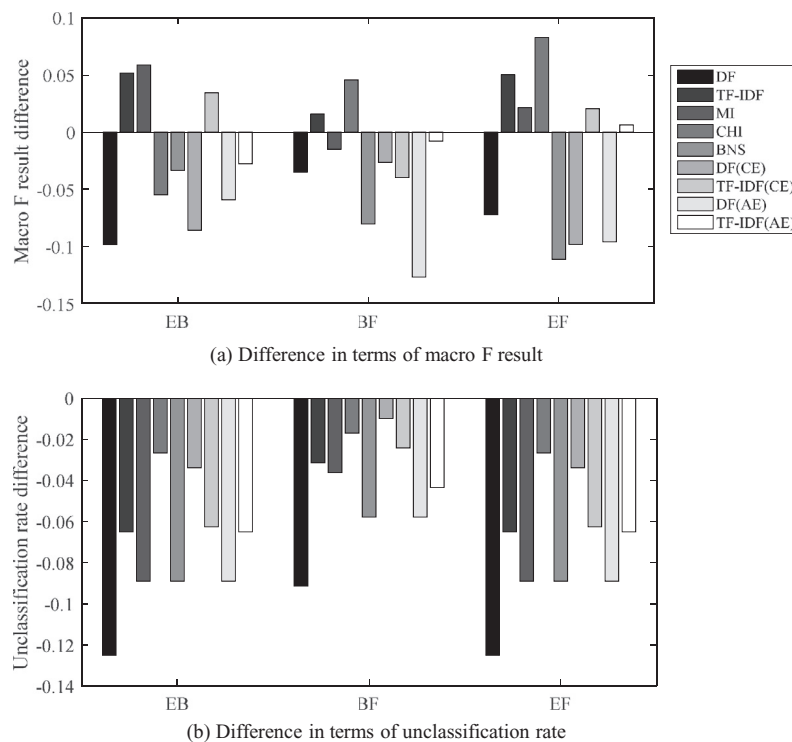 0.1
0.05
0
-0.05
-0.1
-0.15
Macro F result difference
EB
BF
EF
DF
TF-IDF
MI
CHI
BNS
DF(CE)
TF-IDF(CE)
DF(AE)
TF-IDF(AE)
(a) Difference in terms of macro F result
0
-0.02
-0.04
-0.06
-0.08
-0.1
-0.12
-0.14
Unclassification rate difference
EB
BF
EF
(b) Difference in terms of unclassification rate